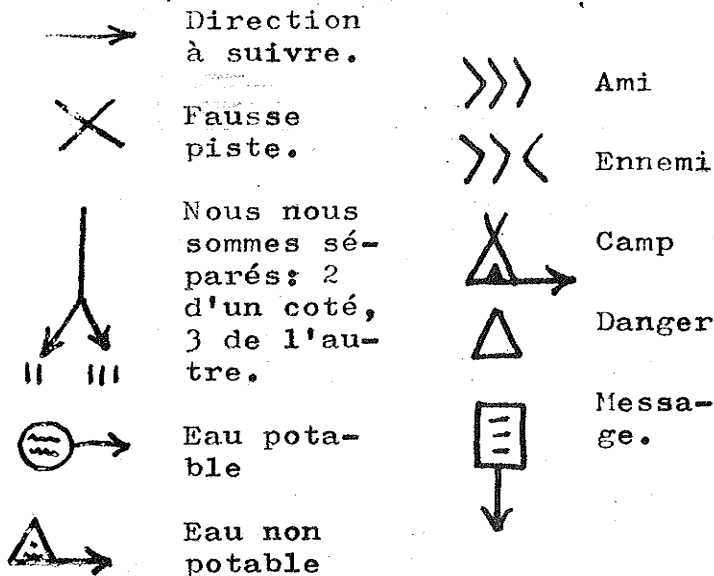 Direction
à suivre.
Fausse
piste.
Nous nous
sommes sé-
parés: 2
d'un coté,
3 de l'au-
tre.
Eau pota-
ble
Eau non
potable
Ami
Ennemi
Camp
Danger
Messa-
ge.